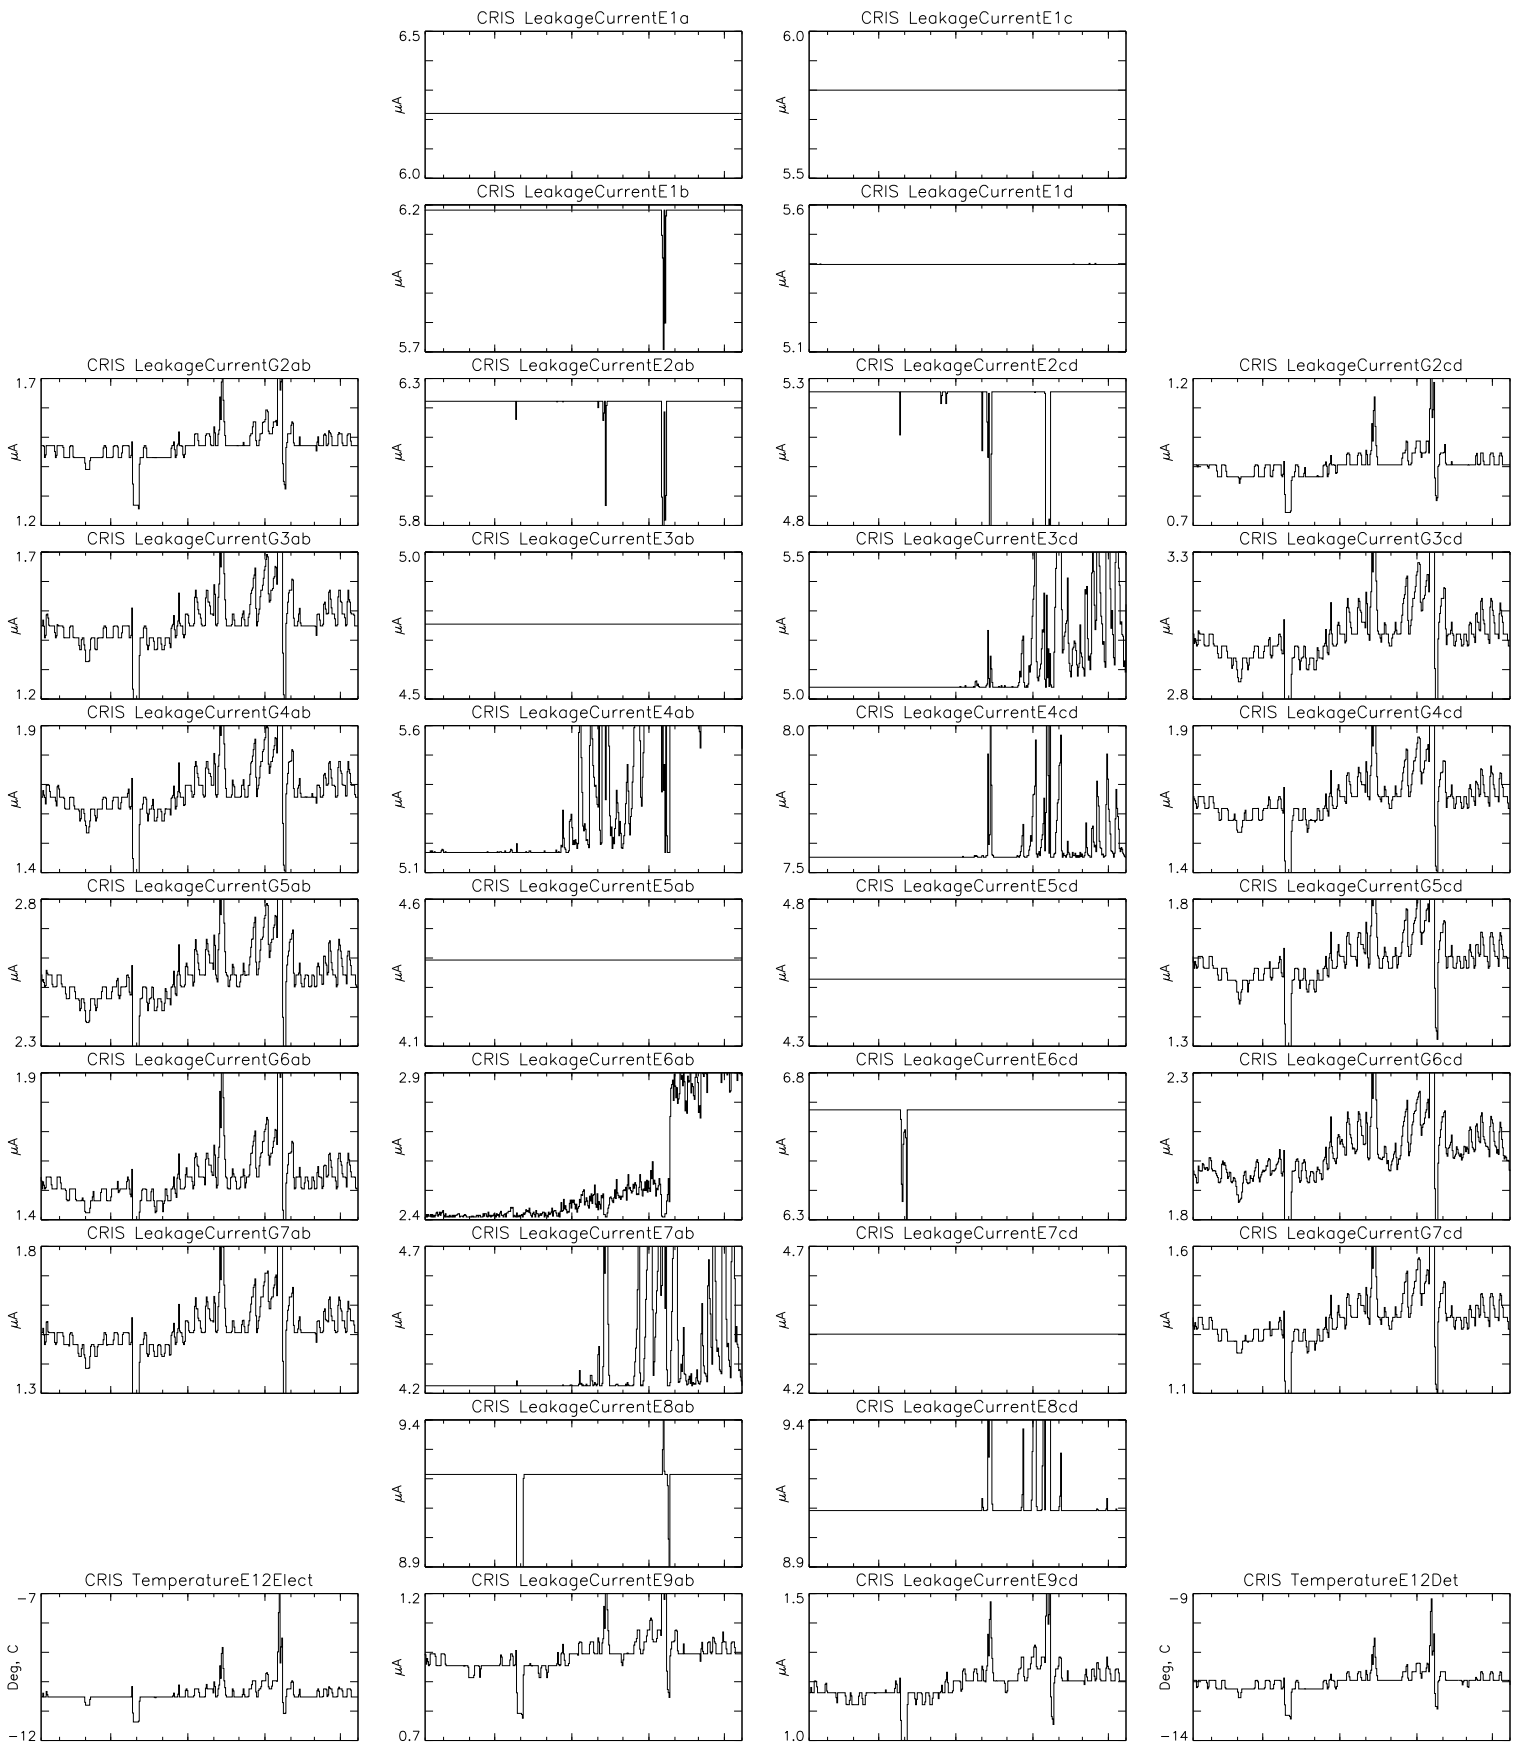 CRIS LeakageCurrentE1a
CRIS LeakageCurrentE1c
6.5
μA
6.0
6.0
μA
5.5
CRIS LeakageCurrentE1b
CRIS LeakageCurrentE1d
6.2
μA
5.7
5.6
μA
5.1
CRIS LeakageCurrentG2ab
CRIS LeakageCurrentE2ab
CRIS LeakageCurrentE2cd
CRIS LeakageCurrentG2cd
1.7
μA
1.2
6.3
μA
5.8
5.3
μA
4.8
1.2
μA
0.7
CRIS LeakageCurrentG3ab
CRIS LeakageCurrentE3ab
CRIS LeakageCurrentE3cd
CRIS LeakageCurrentG3cd
1.7
μA
1.2
5.0
μA
4.5
5.5
μA
5.0
3.3
μA
2.8
CRIS LeakageCurrentG4ab
CRIS LeakageCurrentE4ab
CRIS LeakageCurrentE4cd
CRIS LeakageCurrentG4cd
1.9
μA
1.4
5.6
μA
5.1
8.0
μA
7.5
1.9
μA
1.4
CRIS LeakageCurrentG5ab
CRIS LeakageCurrentE5ab
CRIS LeakageCurrentE5cd
CRIS LeakageCurrentG5cd
2.8
μA
2.3
4.6
μA
4.1
4.8
μA
4.3
1.8
μA
1.3
CRIS LeakageCurrentG6ab
CRIS LeakageCurrentE6ab
CRIS LeakageCurrentE6cd
CRIS LeakageCurrentG6cd
1.9
μA
1.4
2.9
μA
2.4
6.8
μA
6.3
2.3
μA
1.8
CRIS LeakageCurrentG7ab
CRIS LeakageCurrentE7ab
CRIS LeakageCurrentE7cd
CRIS LeakageCurrentG7cd
1.8
μA
1.3
4.7
μA
4.2
4.7
μA
4.2
1.6
μA
1.1
CRIS LeakageCurrentE8ab
CRIS LeakageCurrentE8cd
9.4
μA
8.9
9.4
μA
8.9
CRIS TemperatureE12Elect
CRIS LeakageCurrentE9ab
CRIS LeakageCurrentE9cd
CRIS TemperatureE12Det
−7
Deg, C
−12
1.2
μA
0.7
1.5
μA
1.0
−9
Deg, C
−14